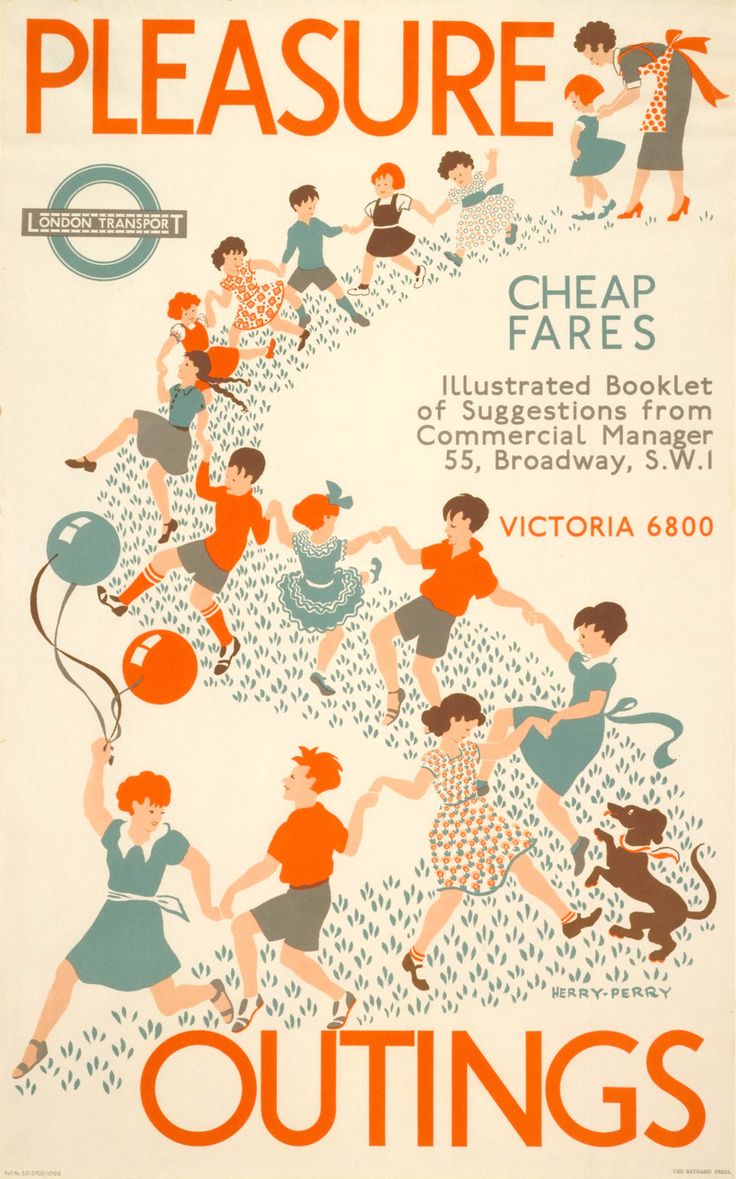 PLEASURE
LONDON TRANSPORT
CHEAP
FARES
Illustrated Booklet
of Suggestions from
Commercial Manager
55, Broadway, S.W.1
VICTORIA 6800
HERRY-PERRY
OUTINGS
THE BAYNARD PRESS.